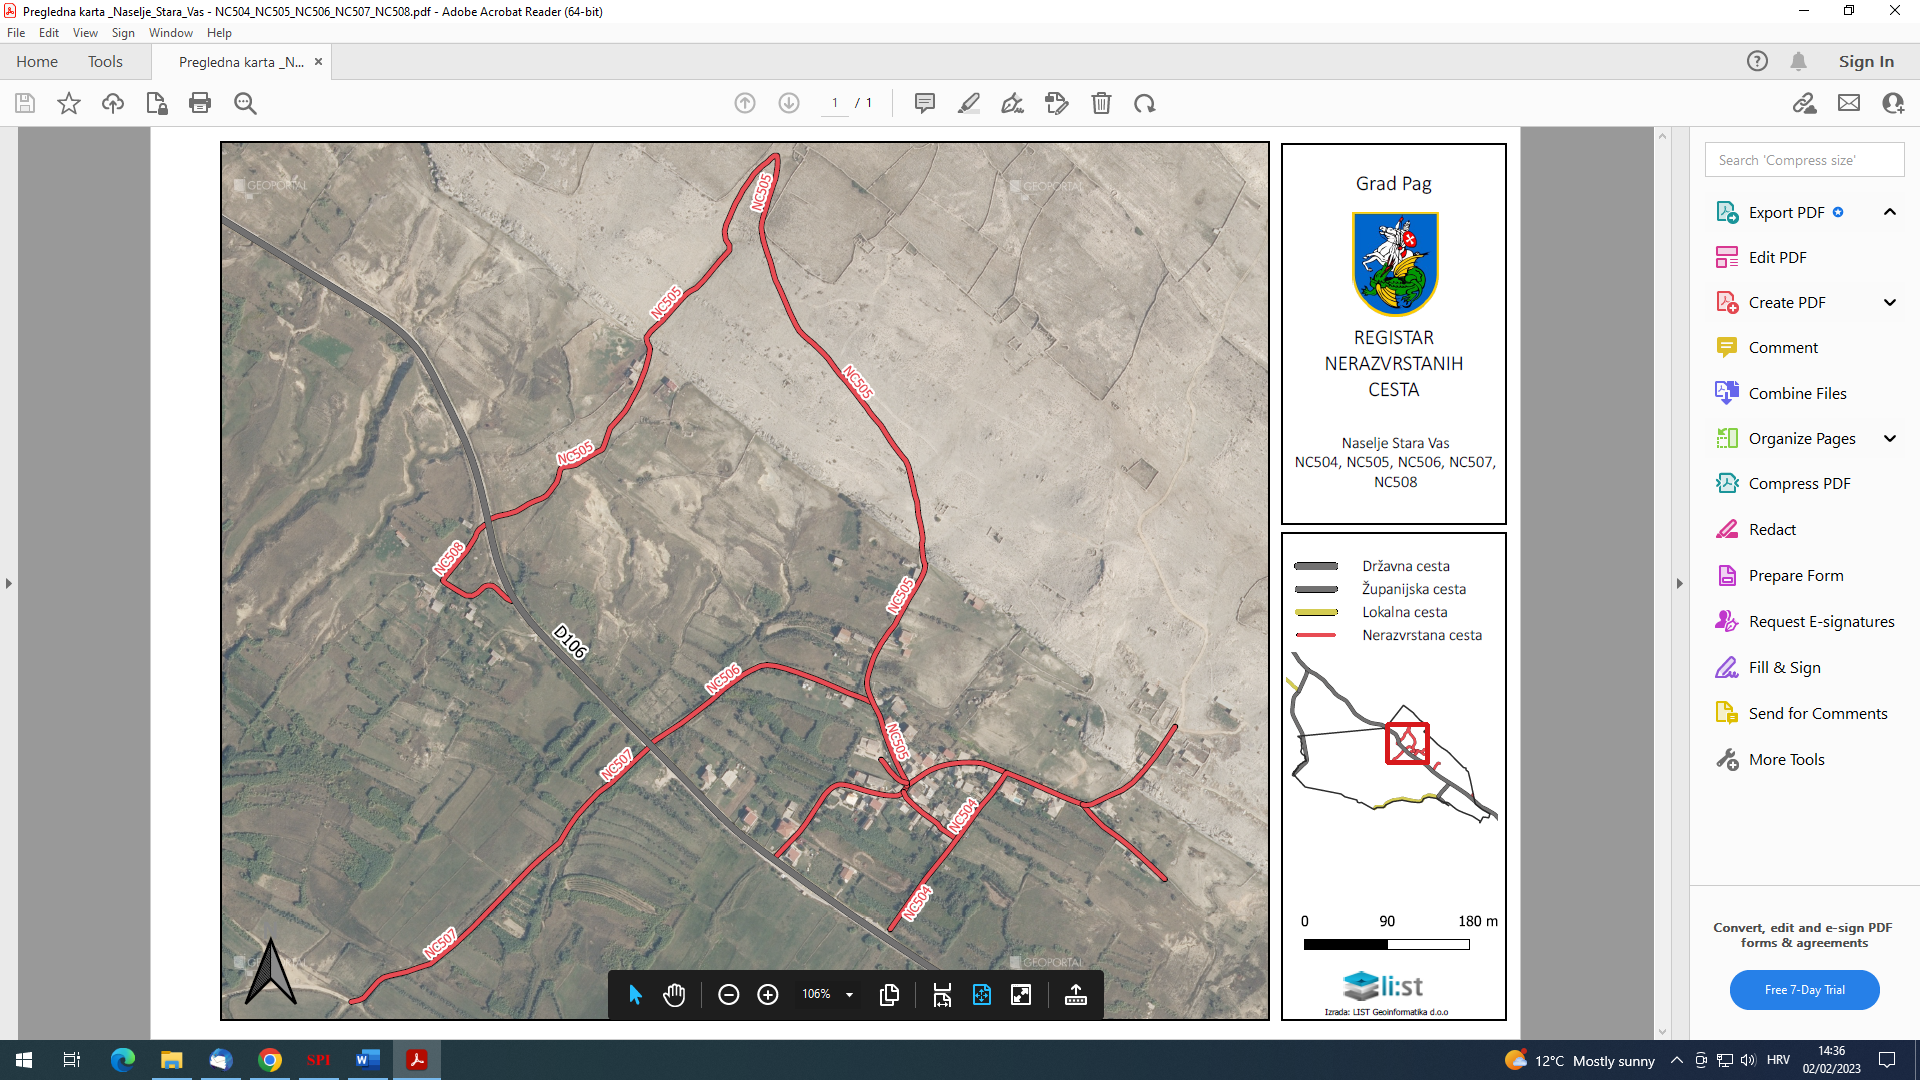 Pregledna karta _Naselje_Stara_Vas - NC504_NC505_NC506_NC507_NC508.pdf - Adobe Acrobat Reader (64-bit)
File Edit View Sign Window Help
Home Tools Pregledna karta _N... × Sign In
1 / 1
GEOPORTAL
GEOPORTAL
NC505
NC505
NC505
NC505
NC508
NC505
D106
NC506
NC505
NC507
NC504
NC504
NC507
GEOPORTAL
GEOPORTAL
106%
Grad Pag
REGISTAR
NERAZVRSTANIH
CESTA
Naselje Stara Vas
NC504, NC505, NC506, NC507,
NC508
Državna cesta
Županijska cesta
Lokalna cesta
Nerazvrstana cesta
0 90 180 m
li:st
Izrada: LIST Geoinformatika d.o.o
Search 'Compress size'
Export PDF
Edit PDF
Create PDF
Comment
Combine Files
Organize Pages
Compress PDF
Redact
Prepare Form
Request E-signatures
Fill & Sign
Send for Comments
More Tools
Convert, edit and e-sign PDF
forms & agreements
Free 7-Day Trial
SPI
12°C Mostly sunny
HRV
14:36
02/02/2023